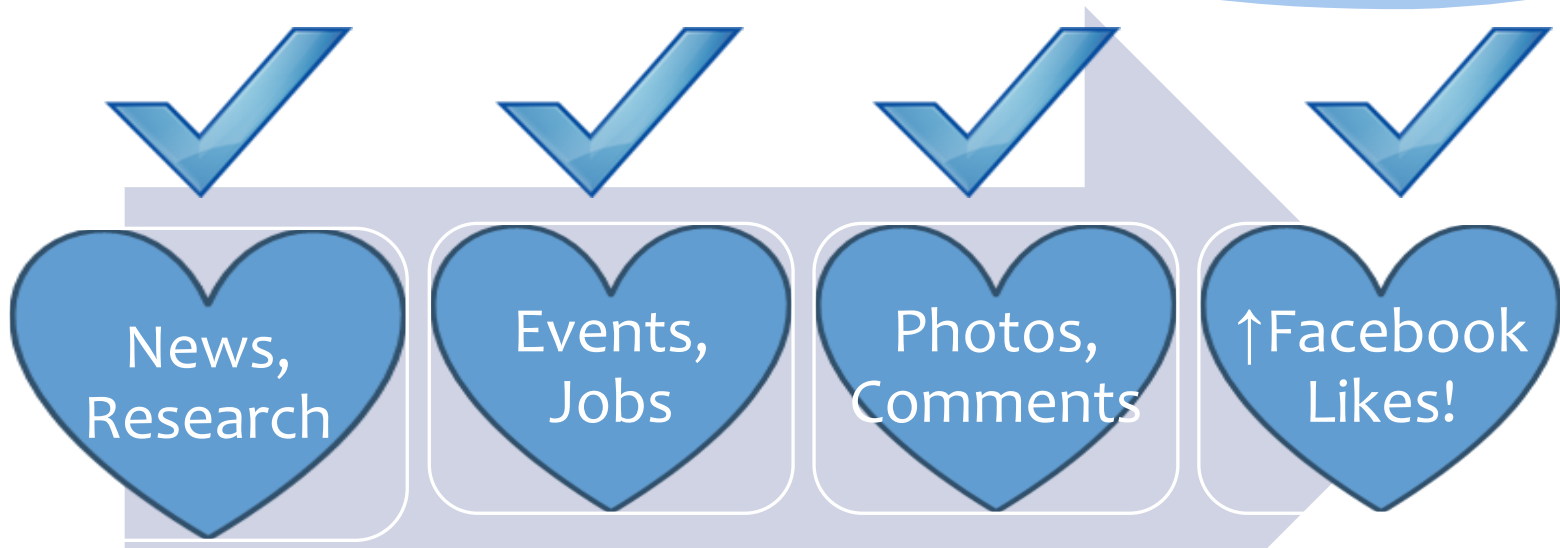 News,
Research
Events,
Jobs
Photos,
Comments
↑Facebook
Likes!